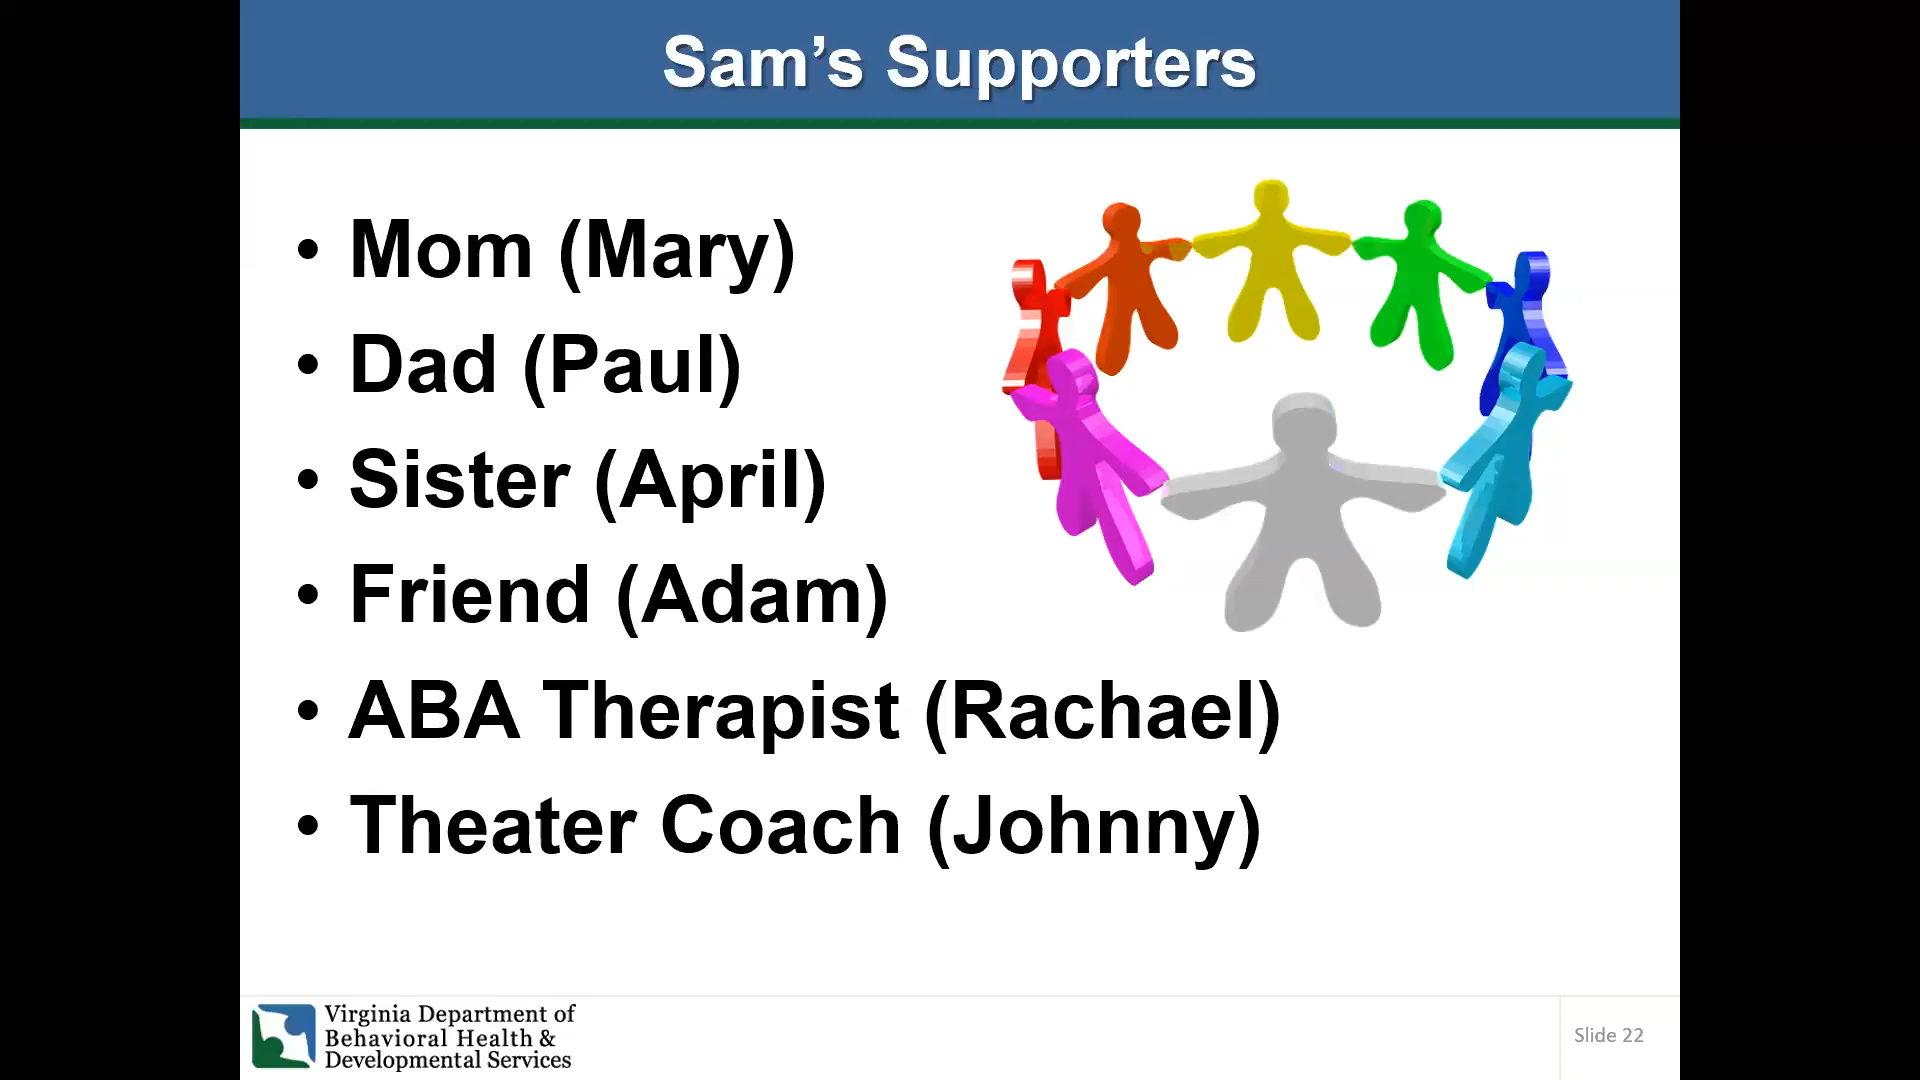 Sam’s Supporters
• Mom (Mary)
• Dad (Paul)
• Sister (April)
• Friend (Adam)
• ABA Therapist (Rachael)
• Theater Coach (Johnny)
Virginia Department of
Behavioral Health &
Developmental Services
Slide 22